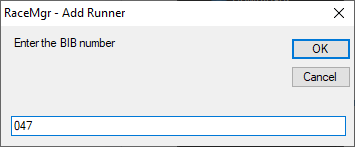 RaceMgr - Add Runner
Enter the BIB number
OK
Cancel
047